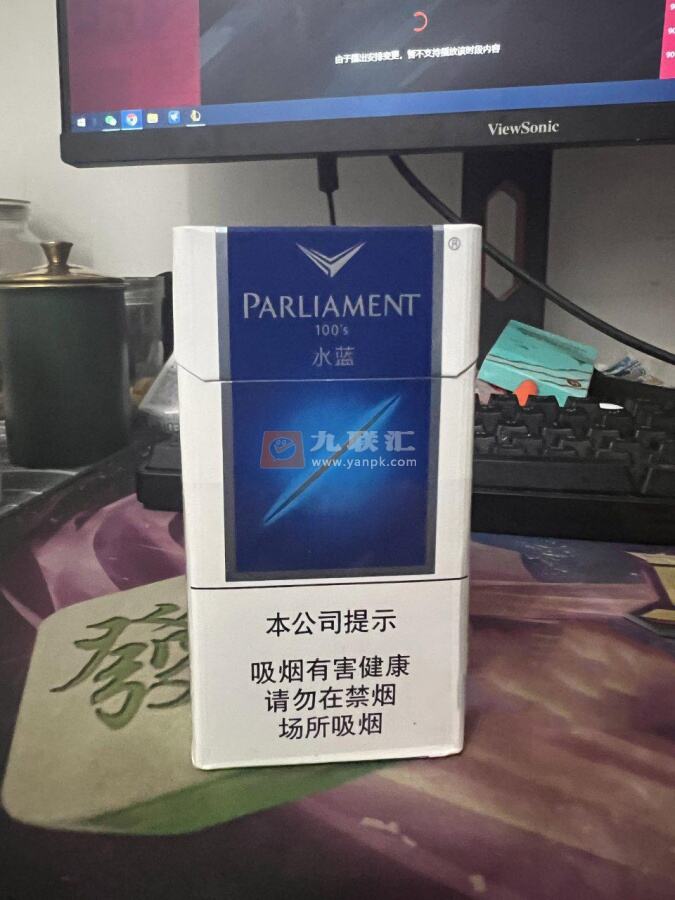 由于播出安排变更，暂不支持播放该时段内容
ViewSonic
®
PARLIAMENT
100's
水蓝
九联汇
www.yanpk.com
本公司提示
吸烟有害健康
请勿在禁烟
场所吸烟
發